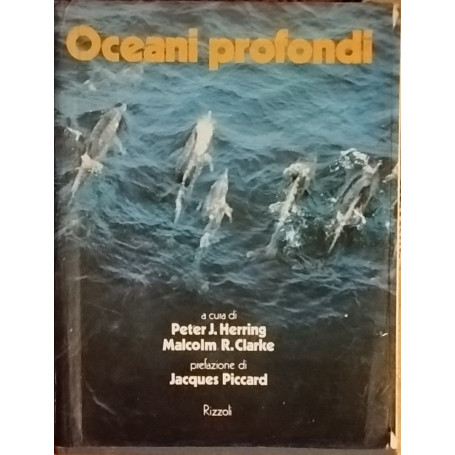 Oceani profondi
a cura di
Peter J. Herring
Malcolm R. Clarke
prefazione di
Jacques Piccard
Rizzoli